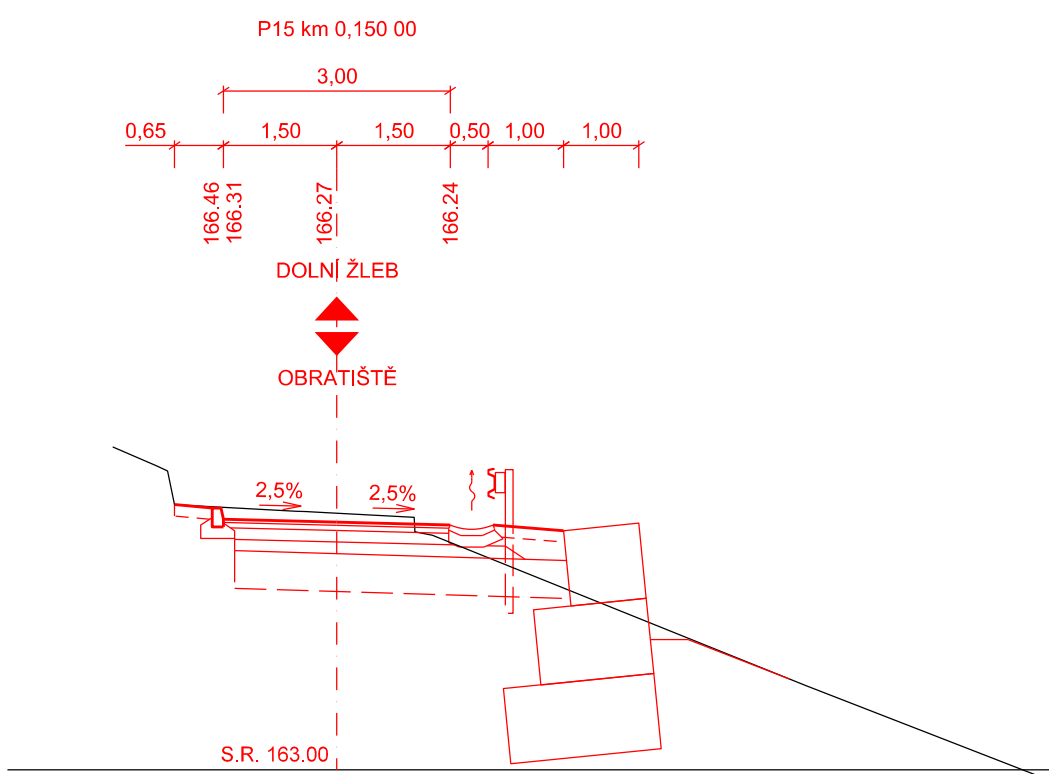 P15 km 0,150 00
3,00
0,65 1,50 1,50 0,50 1,00 1,00
166.46 166.31 166.27 166.24
DOLNÍ ŽLEB
OBRATIŠTĚ
2,5% 2,5%
S.R. 163.00